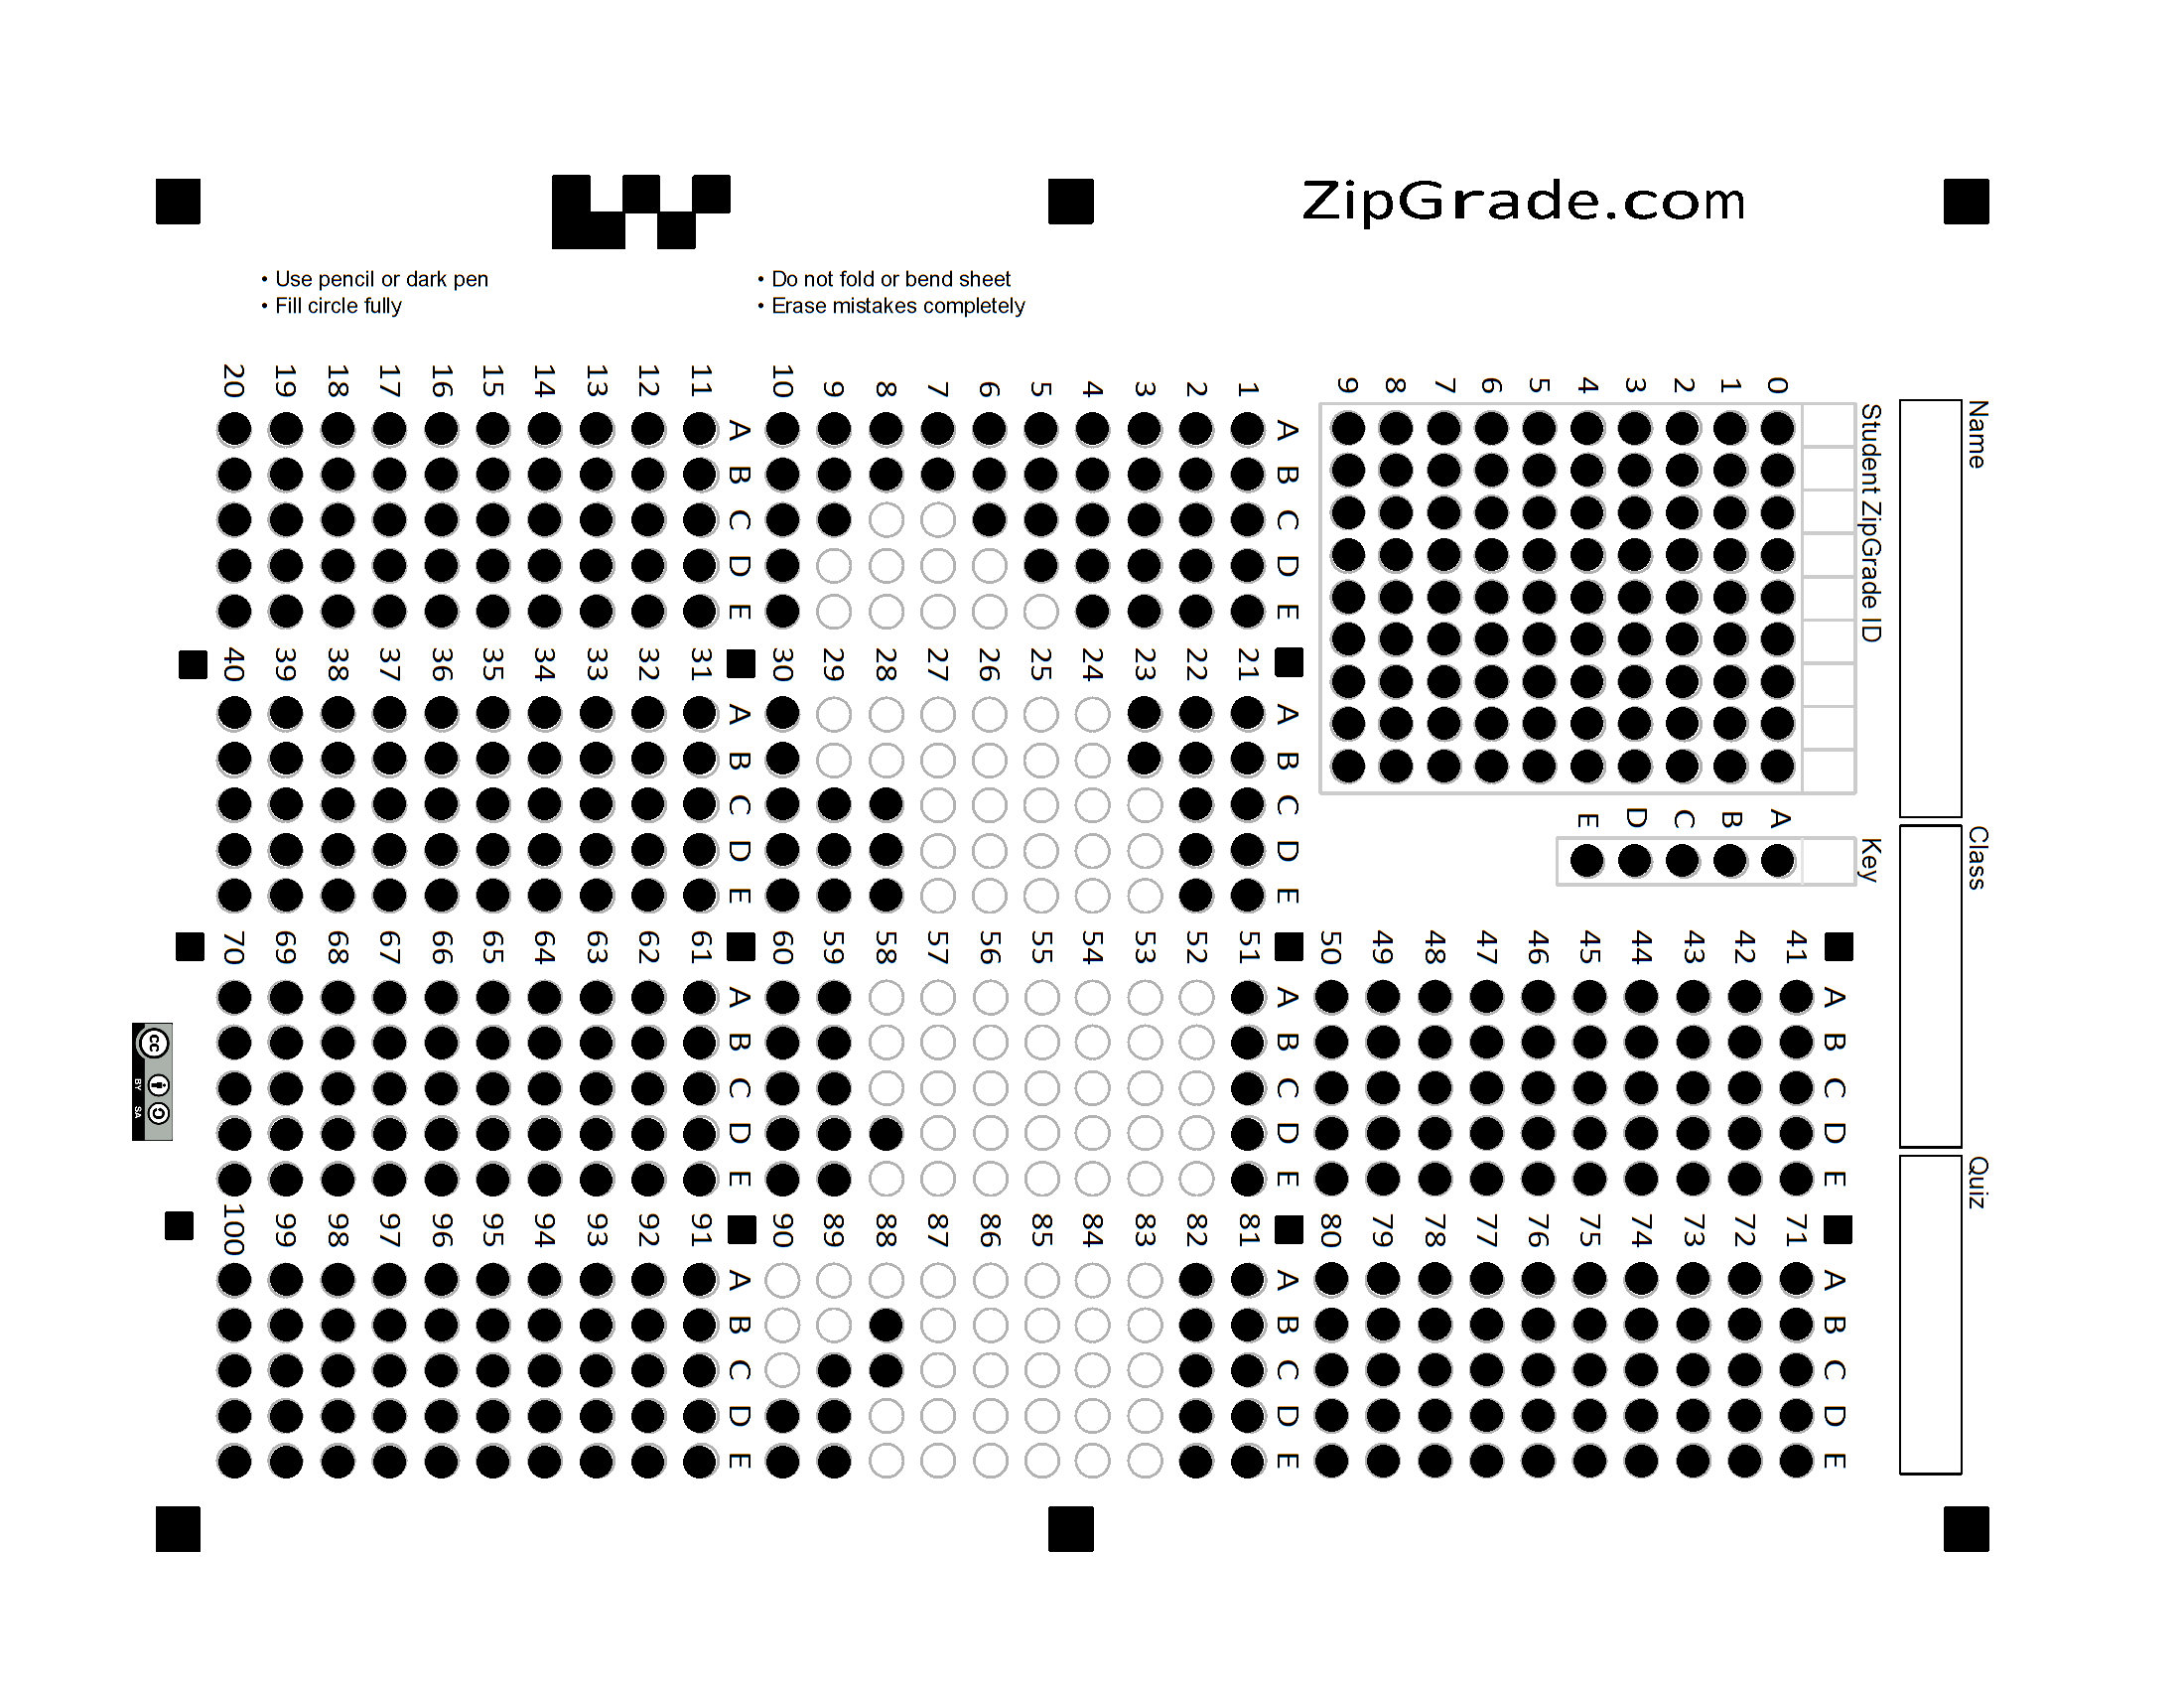 ZipGrade.com
• Use pencil or dark pen
• Fill circle fully
• Do not fold or bend sheet
• Erase mistakes completely
Name
Class
Quiz
Student ZipGrade ID
0 1 2 3 4 5 6 7 8 9
Key
A B C D E
A B C D E
1 2 3 4 5 6 7 8 9 10
A B C D E
11 12 13 14 15 16 17 18 19 20
A B C D E
21 22 23 24 25 26 27 28 29 30
A B C D E
31 32 33 34 35 36 37 38 39 40
A B C D E
41 42 43 44 45 46 47 48 49 50
A B C D E
51 52 53 54 55 56 57 58 59 60
A B C D E
61 62 63 64 65 66 67 68 69 70
A B C D E
71 72 73 74 75 76 77 78 79 80
A B C D E
81 82 83 84 85 86 87 88 89 90
A B C D E
91 92 93 94 95 96 97 98 99 100
cc
BY SA